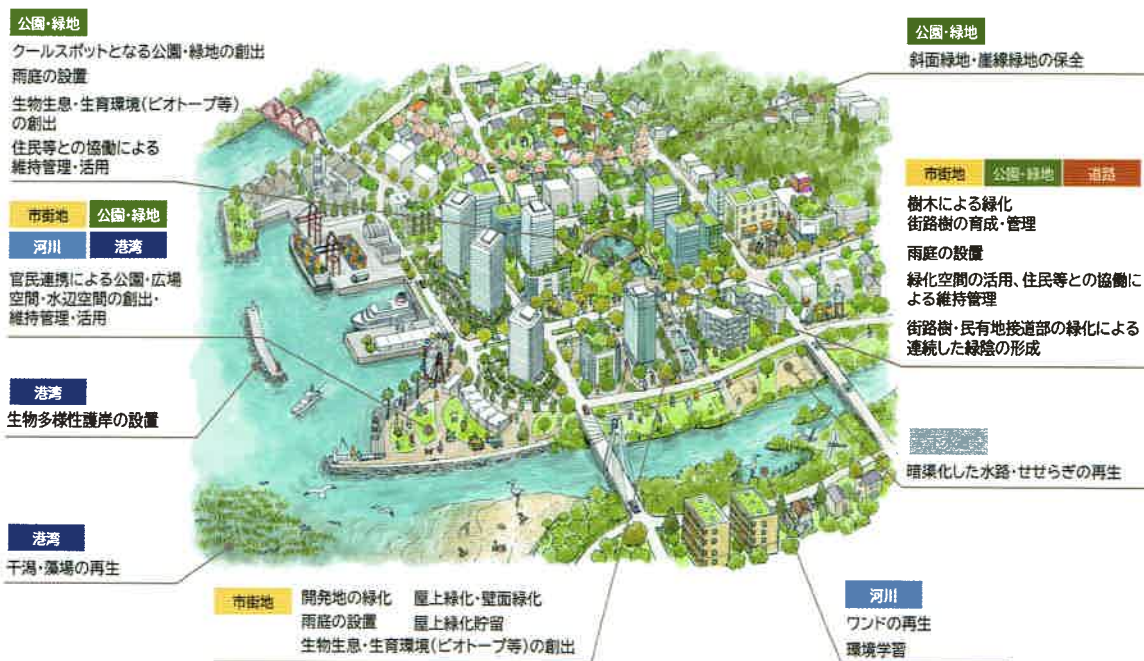 公園・緑地
クールスポットとなる公園・緑地の創出
雨庭の設置
生物生息・生育環境(ビオトープ等)
の創出
住民等との協働による
維持管理・活用
市街地 公園・緑地
河川 港湾
官民連携による公園・広場
空間・水辺空間の創出・
維持管理・活用
港湾
生物多様性護岸の設置
港湾
干潟・藻場の再生
市街地 開発地の緑化 屋上緑化・壁面緑化
雨庭の設置 屋上緑化貯留
生物生息・生育環境(ビオトープ等)の創出
公園・緑地
斜面緑地・崖線緑地の保全
市街地 公園・緑地 道路
樹木による緑化
街路樹の育成・管理
雨庭の設置
緑化空間の活用、住民等との協働に
よる維持管理
街路樹・民有地接道部の緑化による
連続した緑陰の形成
暗渠化した水路・せせらぎの再生
河川
ワンドの再生
環境学習